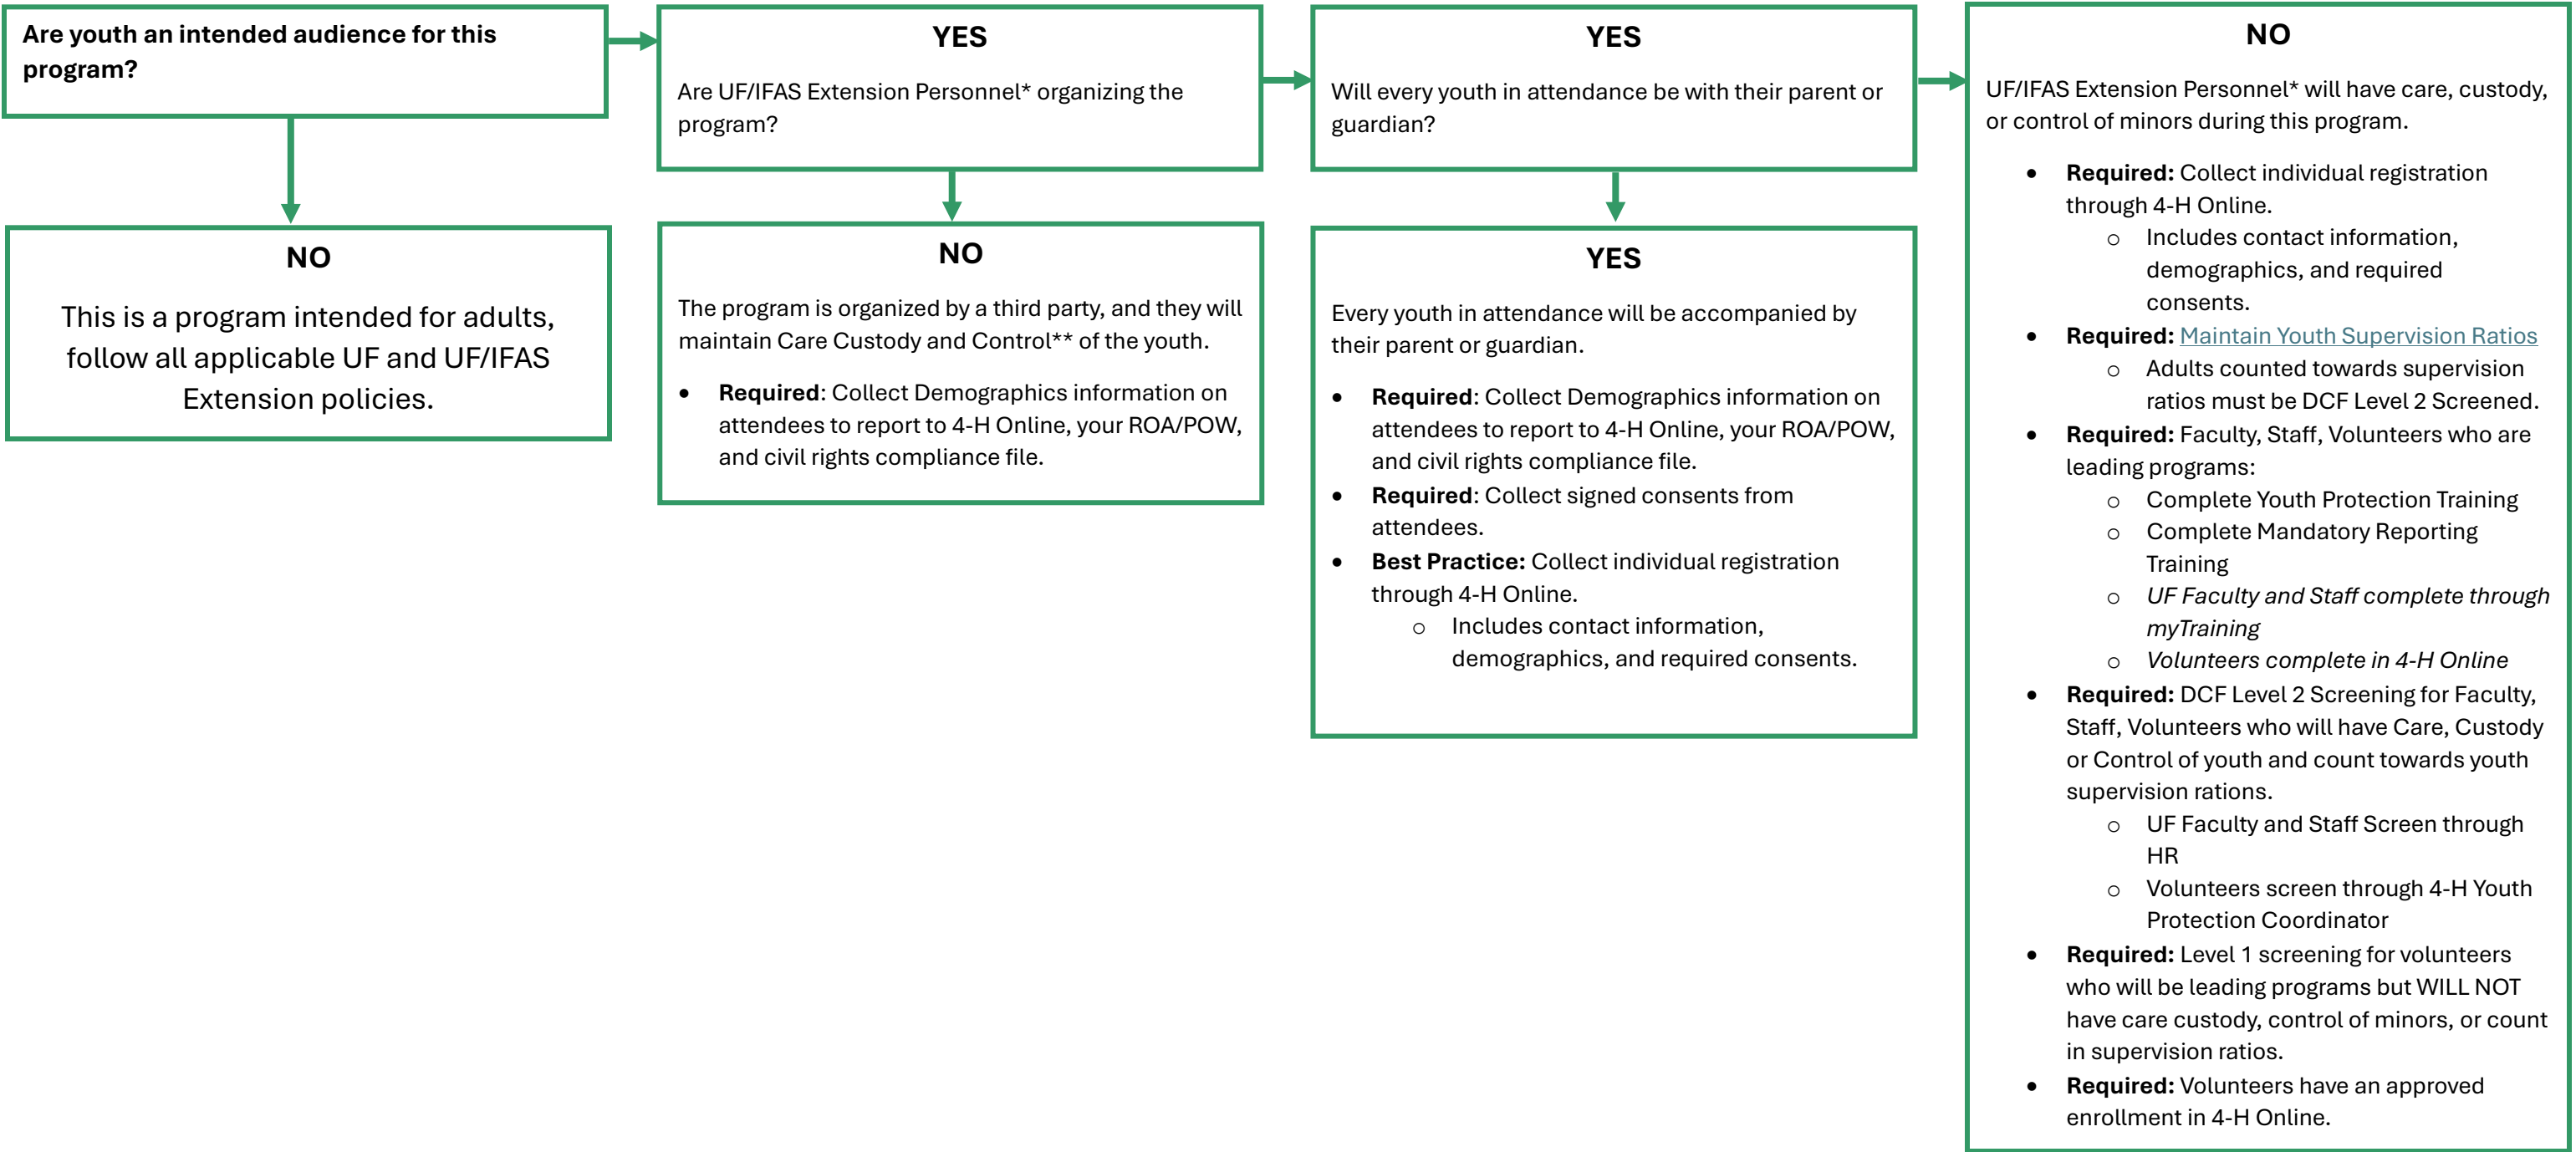 Are youth an intended audience for this
program?
NO
This is a program intended for adults,
follow all applicable UF and UF/IFAS
Extension policies.
YES
Are UF/IFAS Extension Personnel* organizing the
program?
NO
The program is organized by a third party, and they will
maintain Care Custody and Control** of the youth.
• Required: Collect Demographics information on
attendees to report to 4-H Online, your ROA/POW,
and civil rights compliance file.
YES
Will every youth in attendance be with their parent or
guardian?
YES
Every youth in attendance will be accompanied by
their parent or guardian.
• Required: Collect Demographics information on
attendees to report to 4-H Online, your ROA/POW,
and civil rights compliance file.
• Required: Collect signed consents from
attendees.
• Best Practice: Collect individual registration
through 4-H Online.
o Includes contact information,
demographics, and required consents.
NO
UF/IFAS Extension Personnel* will have care, custody,
or control of minors during this program.
• Required: Collect individual registration
through 4-H Online.
o Includes contact information,
demographics, and required
consents.
• Required: Maintain Youth Supervision Ratios
o Adults counted towards supervision
ratios must be DCF Level 2 Screened.
• Required: Faculty, Staff, Volunteers who are
leading programs:
o Complete Youth Protection Training
o Complete Mandatory Reporting
Training
o UF Faculty and Staff complete through
myTraining
o Volunteers complete in 4-H Online
• Required: DCF Level 2 Screening for Faculty,
Staff, Volunteers who will have Care, Custody
or Control of youth and count towards youth
supervision rations.
o UF Faculty and Staff Screen through
HR
o Volunteers screen through 4-H Youth
Protection Coordinator
• Required: Level 1 screening for volunteers
who will be leading programs but WILL NOT
have care custody, control of minors, or count
in supervision ratios.
• Required: Volunteers have an approved
enrollment in 4-H Online.